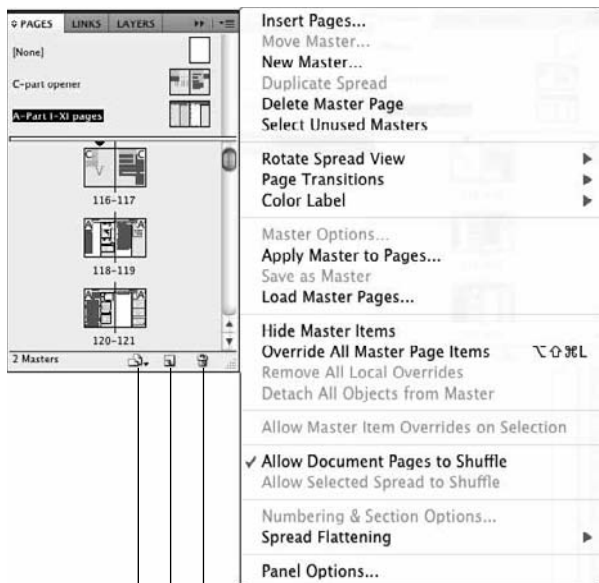 PAGES LINKS LAYERS
[None]
C-part opener
A-Part I-XI pages
C C
116-117
A A
118-119
A A
120-121
2 Masters
Insert Pages...
Move Master...
New Master...
Duplicate Spread
Delete Master Page
Select Unused Masters
Rotate Spread View
Page Transitions
Color Label
Master Options...
Apply Master to Pages...
Save as Master
Load Master Pages...
Hide Master Items
Override All Master Page Items ⌥⇧⌘L
Remove All Local Overrides
Detach All Objects from Master
Allow Master Item Overrides on Selection
✓ Allow Document Pages to Shuffle
Allow Selected Spread to Shuffle
Numbering & Section Options...
Spread Flattening
Panel Options...